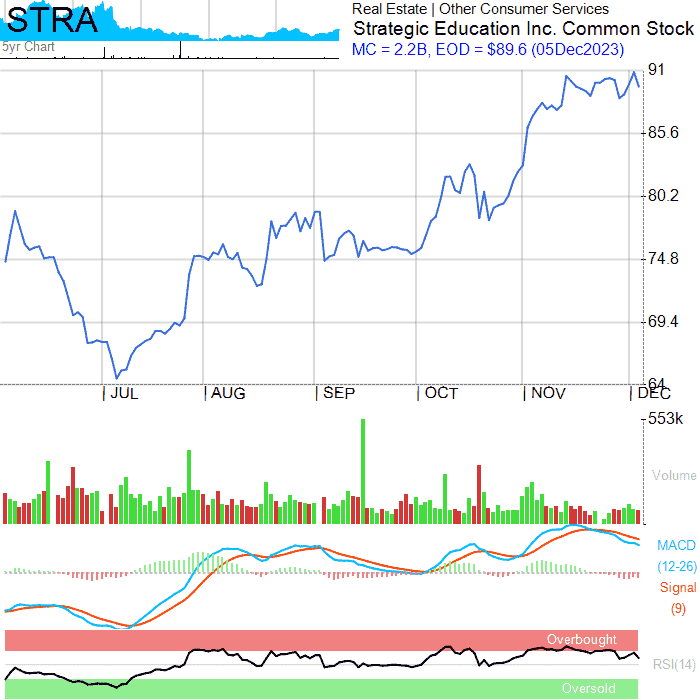 STRA
5yr Chart
Real Estate | Other Consumer Services
Strategic Education Inc. Common Stock
MC = 2.2B, EOD = $89.6 (05Dec2023)
91
85.6
80.2
74.8
69.4
64
JUL AUG SEP OCT NOV DEC
553k
Volume
MACD
(12-26)
Signal
(9)
Overbought
RSI(14)
Oversold